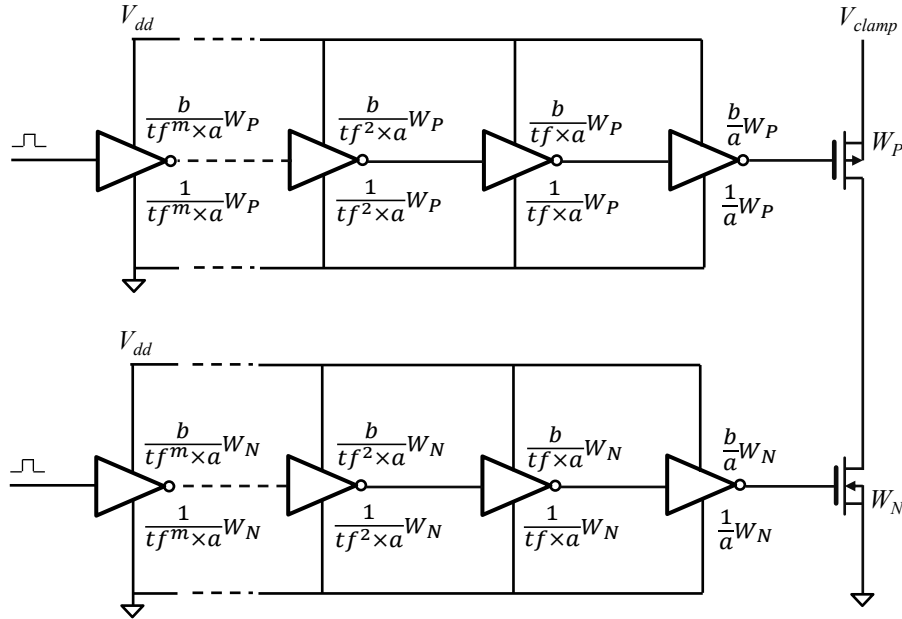 V_dd V_clamp
b/(tf^m×a) W_P b/(tf^2×a) W_P b/(tf×a) W_P b/a W_P
W_P
1/(tf^m×a) W_P 1/(tf^2×a) W_P 1/(tf×a) W_P 1/a W_P
V_dd
b/(tf^m×a) W_N b/(tf^2×a) W_N b/(tf×a) W_N b/a W_N
W_N
1/(tf^m×a) W_N 1/(tf^2×a) W_N 1/(tf×a) W_N 1/a W_N